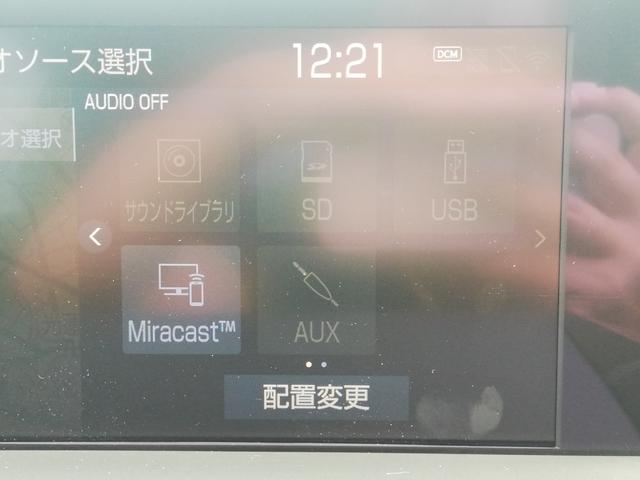 オソース選択
12:21
DCM
AUDIO OFF
オ選択
サウンドライブラリ
SD
USB
Miracast™
AUX
配置変更